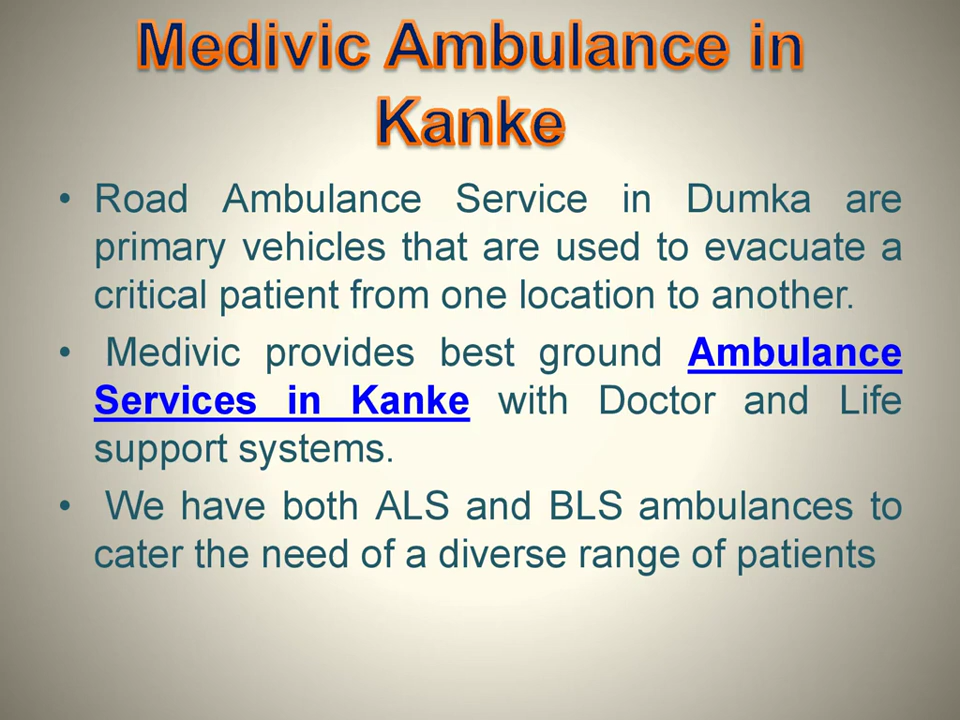 Medivic Ambulance in
Kanke
• Road Ambulance Service in Dumka are
primary vehicles that are used to evacuate a
critical patient from one location to another.
• Medivic provides best ground Ambulance
Services in Kanke with Doctor and Life
support systems.
• We have both ALS and BLS ambulances to
cater the need of a diverse range of patients